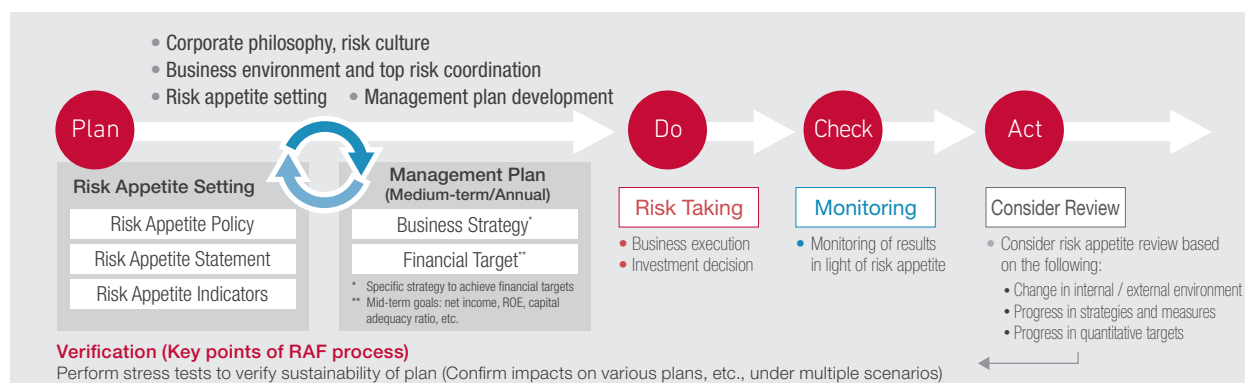 • Corporate philosophy, risk culture
• Business environment and top risk coordination
• Risk appetite setting • Management plan development
Plan
Do
Check
Act
Risk Appetite Setting
Risk Appetite Policy
Risk Appetite Statement
Risk Appetite Indicators
Management Plan
(Medium-term/Annual)
Business Strategy*
Financial Target**
* Specific strategy to achieve financial targets
** Mid-term goals: net income, ROE, capital
adequacy ratio, etc.
Risk Taking
• Business execution
• Investment decision
Monitoring
• Monitoring of results
in light of risk appetite
Consider Review
• Consider risk appetite review based
on the following:
• Change in internal / external environment
• Progress in strategies and measures
• Progress in quantitative targets
Verification (Key points of RAF process)
Perform stress tests to verify sustainability of plan (Confirm impacts on various plans, etc., under multiple scenarios)